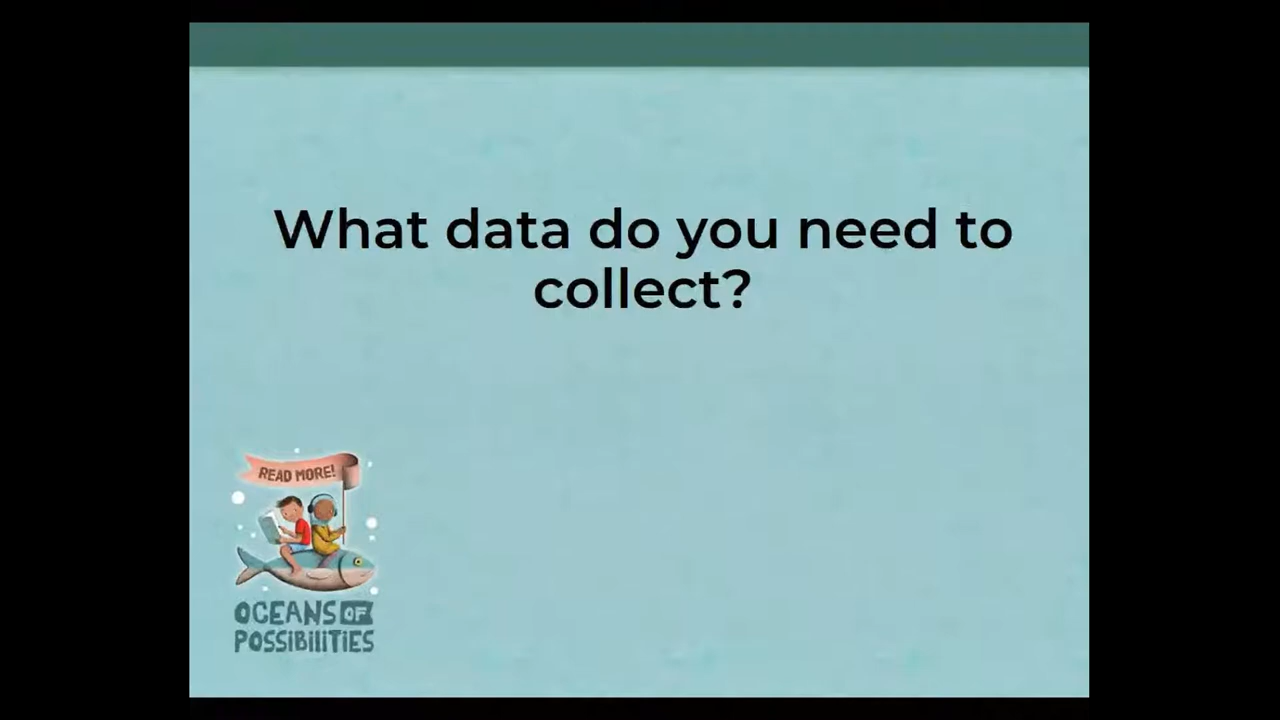 What data do you need to
collect?
READ MORE!
OCEANS OF
POSSIBILITIES